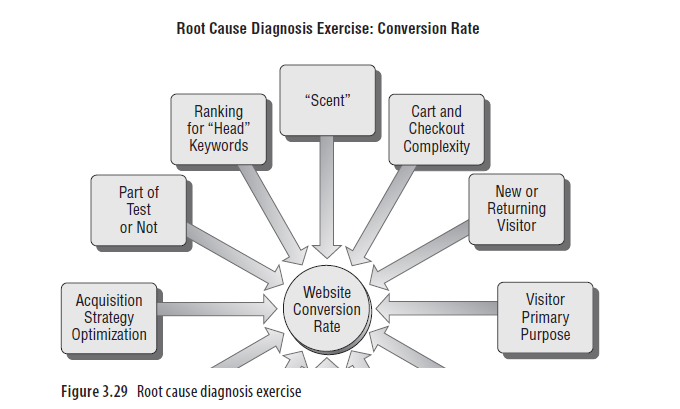 Root Cause Diagnosis Exercise: Conversion Rate
“Scent”
Ranking
for “Head”
Keywords
Cart and
Checkout
Complexity
Part of
Test
or Not
New or
Returning
Visitor
Acquisition
Strategy
Optimization
Website
Conversion
Rate
Visitor
Primary
Purpose
Figure 3.29 Root cause diagnosis exercise